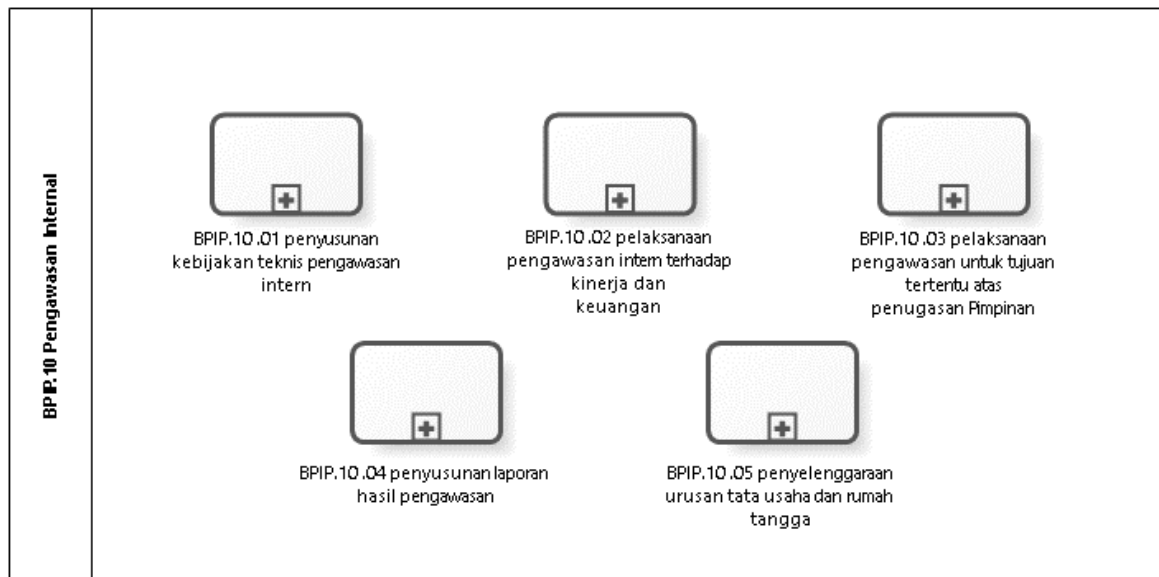 BPIP.10 Pengawasan Internal
BPIP.10.01 penyusunan
kebijakan teknis pengawasan
intern
BPIP.10.02 pelaksanaan
pengawasan intern terhadap
kinerja dan
keuangan
BPIP.10.03 pelaksanaan
pengawasan untuk tujuan
tertentu atas
penugasan Pimpinan
BPIP.10.04 penyusunan laporan
hasil pengawasan
BPIP.10.05 penyelenggaraan
urusan tata usaha dan rumah
tangga